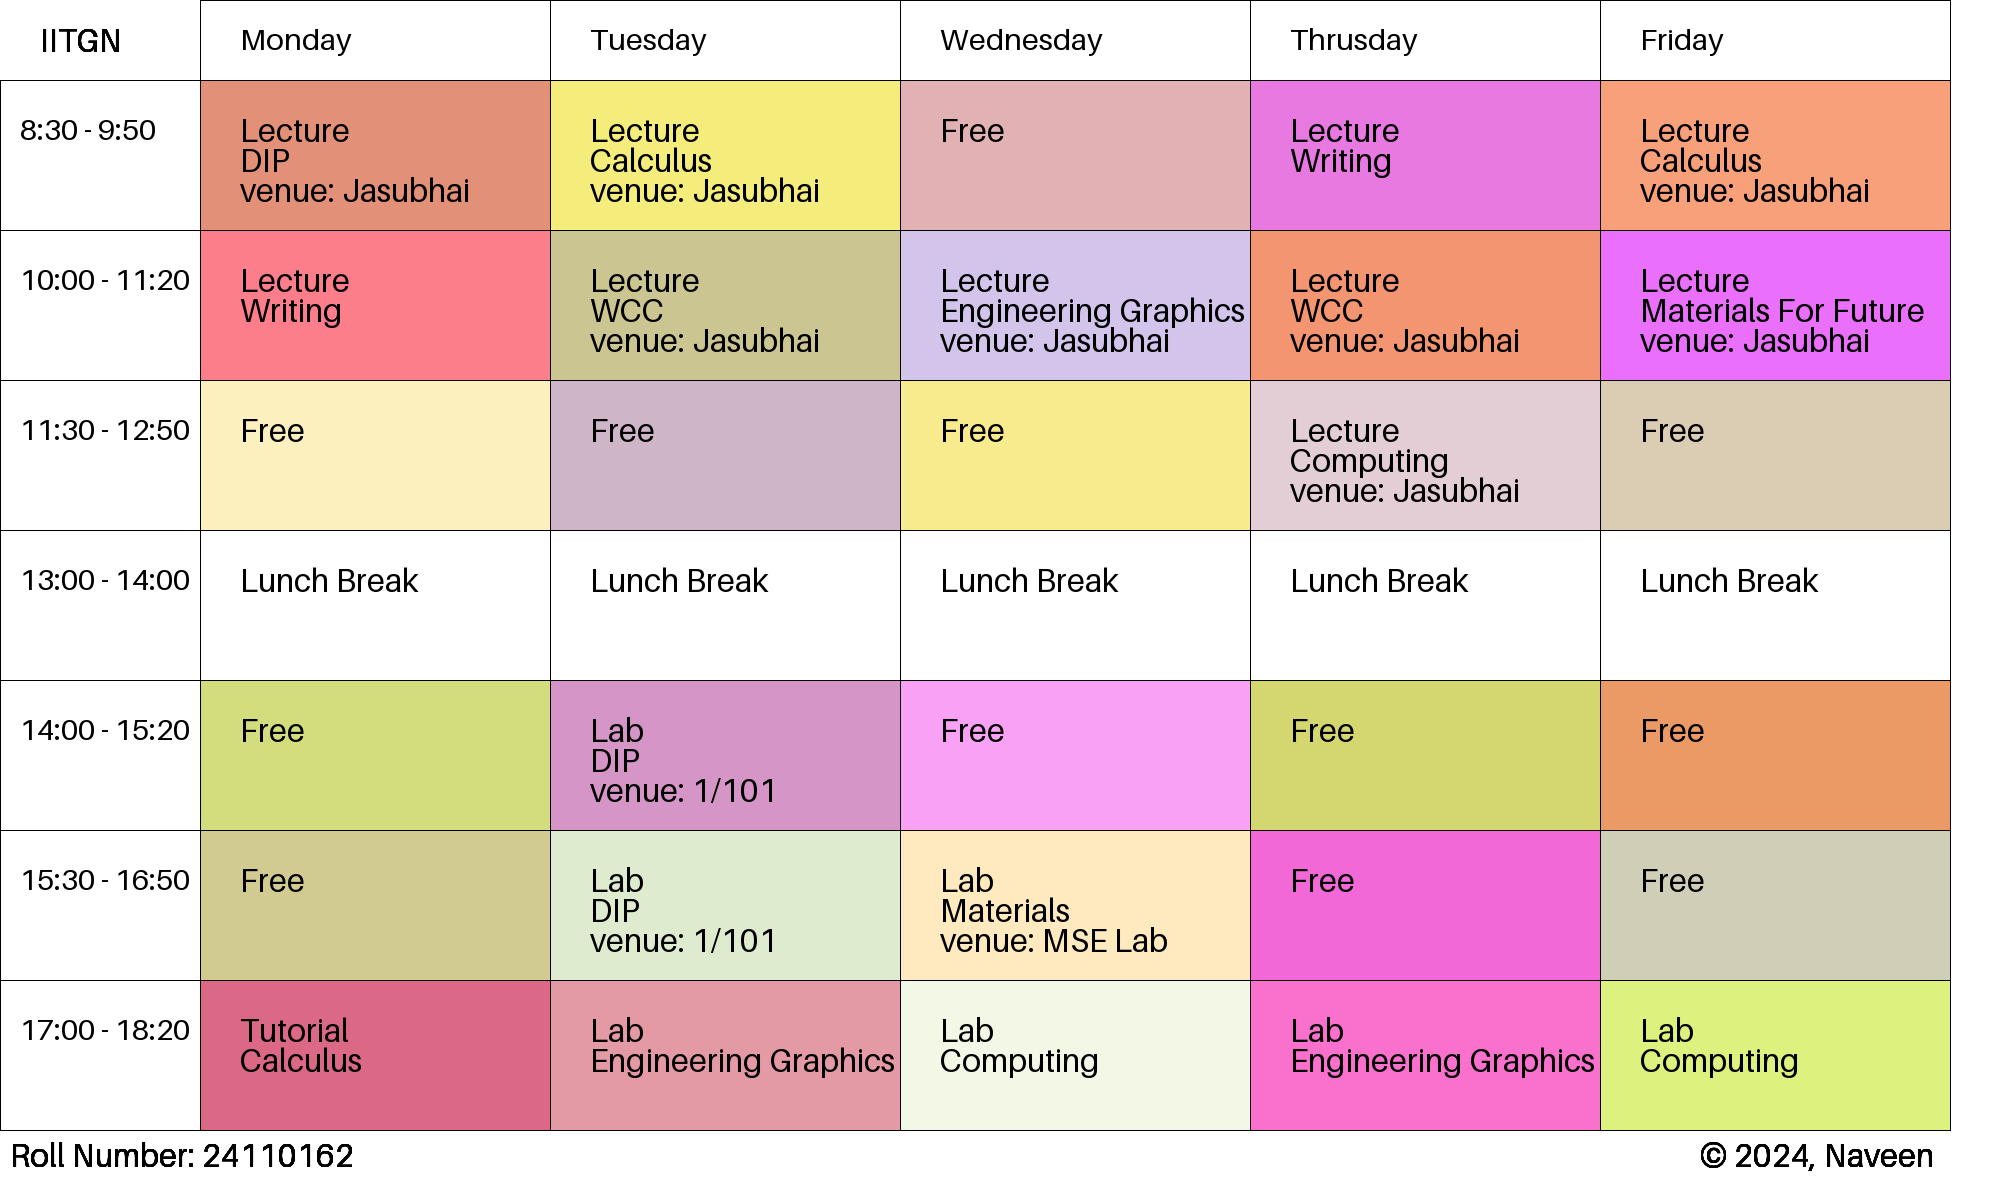 IITGN Monday Tuesday Wednesday Thrusday Friday
8:30 - 9:50
Lecture
DIP
venue: Jasubhai
Lecture
Calculus
venue: Jasubhai
Free
Lecture
Writing
Lecture
Calculus
venue: Jasubhai
10:00 - 11:20
Lecture
Writing
Lecture
WCC
venue: Jasubhai
Lecture
Engineering Graphics
venue: Jasubhai
Lecture
WCC
venue: Jasubhai
Lecture
Materials For Future
venue: Jasubhai
11:30 - 12:50
Free
Free
Free
Lecture
Computing
venue: Jasubhai
Free
13:00 - 14:00
Lunch Break
Lunch Break
Lunch Break
Lunch Break
Lunch Break
14:00 - 15:20
Free
Lab
DIP
venue: 1/101
Free
Free
Free
15:30 - 16:50
Free
Lab
DIP
venue: 1/101
Lab
Materials
venue: MSE Lab
Free
Free
17:00 - 18:20
Tutorial
Calculus
Lab
Engineering Graphics
Lab
Computing
Lab
Engineering Graphics
Lab
Computing
Roll Number: 24110162
© 2024, Naveen